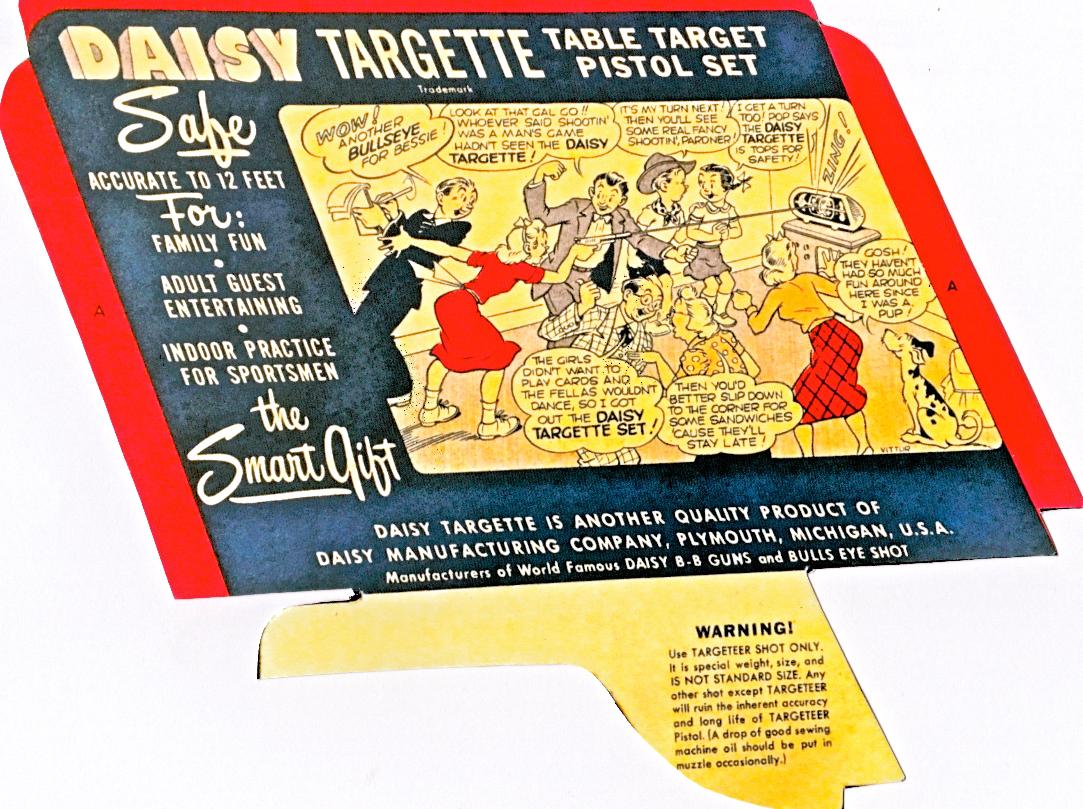 DAISY TARGETTE TABLE TARGET
PISTOL SET
Trademark
Safe
ACCURATE TO 12 FEET
For:
FAMILY FUN
•
ADULT GUEST
ENTERTAINING
•
INDOOR PRACTICE
FOR SPORTSMEN
the
Smart Gift
WOW!
ANOTHER
BULLSEYE
FOR BESSIE!
LOOK AT THAT GAL GO!!
WHOEVER SAID SHOOTIN'
WAS A MAN'S GAME
HADN'T SEEN THE DAISY
TARGETTE!
IT'S MY TURN NEXT!
THEN YOU'LL SEE
SOME REAL FANCY
SHOOTIN', PARDNER!
I GET A TURN
TOO! POP SAYS
THE DAISY
TARGETTE
IS TOPS FOR
SAFETY!
ZING!
GOSH!
THEY HAVEN'T
HAD SO MUCH
FUN AROUND
HERE SINCE
I WAS A
PUP!
THE GIRLS
DIDN'T WANT TO
PLAY CARDS AND
THE FELLAS WOULDN'T
DANCE, SO I GOT
OUT THE DAISY
TARGETTE SET!
THEN YOU'D
BETTER SLIP DOWN
TO THE CORNER FOR
SOME SANDWICHES
'CAUSE THEY'LL
STAY LATE!
VITTUR
A
A
DAISY TARGETTE IS ANOTHER QUALITY PRODUCT OF
DAISY MANUFACTURING COMPANY, PLYMOUTH, MICHIGAN, U.S.A.
Manufacturers of World Famous DAISY B-B GUNS and BULLS EYE SHOT
WARNING!
Use TARGETEER SHOT ONLY.
It is special weight, size, and
IS NOT STANDARD SIZE. Any
other shot except TARGETEER
will ruin the inherent accuracy
and long life of TARGETEER
Pistol. (A drop of good sewing
machine oil should be put in
muzzle occasionally.)